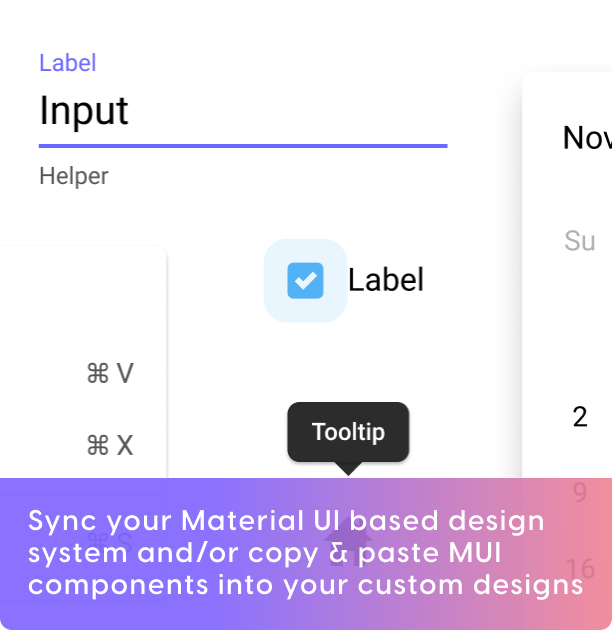 Label
Input
Helper
Nov
Su
Label
⌘ V
⌘ X
2
Tooltip
9
⌘ S
16
Sync your Material UI based design
system and/or copy & paste MUI
components into your custom designs